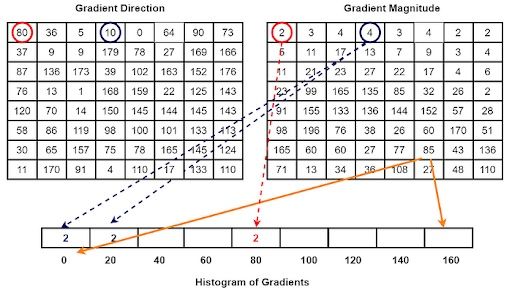 Gradient Direction Gradient Magnitude
80 36 5 10 0 64 90 73 2 3 4 4 3 4 2 2
37 9 9 179 78 27 169 166 5 11 17 13 7 9 3 4
87 136 173 39 102 163 152 176 11 21 23 27 22 17 4 6
76 13 1 168 159 22 125 143 23 99 165 135 85 32 26 2
120 70 14 150 145 144 145 143 91 155 133 136 144 152 57 28
58 86 119 98 100 101 133 113 98 196 76 38 26 60 170 51
30 65 157 75 78 165 145 124 165 60 60 27 77 85 43 136
11 170 91 4 110 17 133 110 71 13 34 36 108 27 48 110
2 2 2
0 20 40 60 80 100 120 140 160
Histogram of Gradients